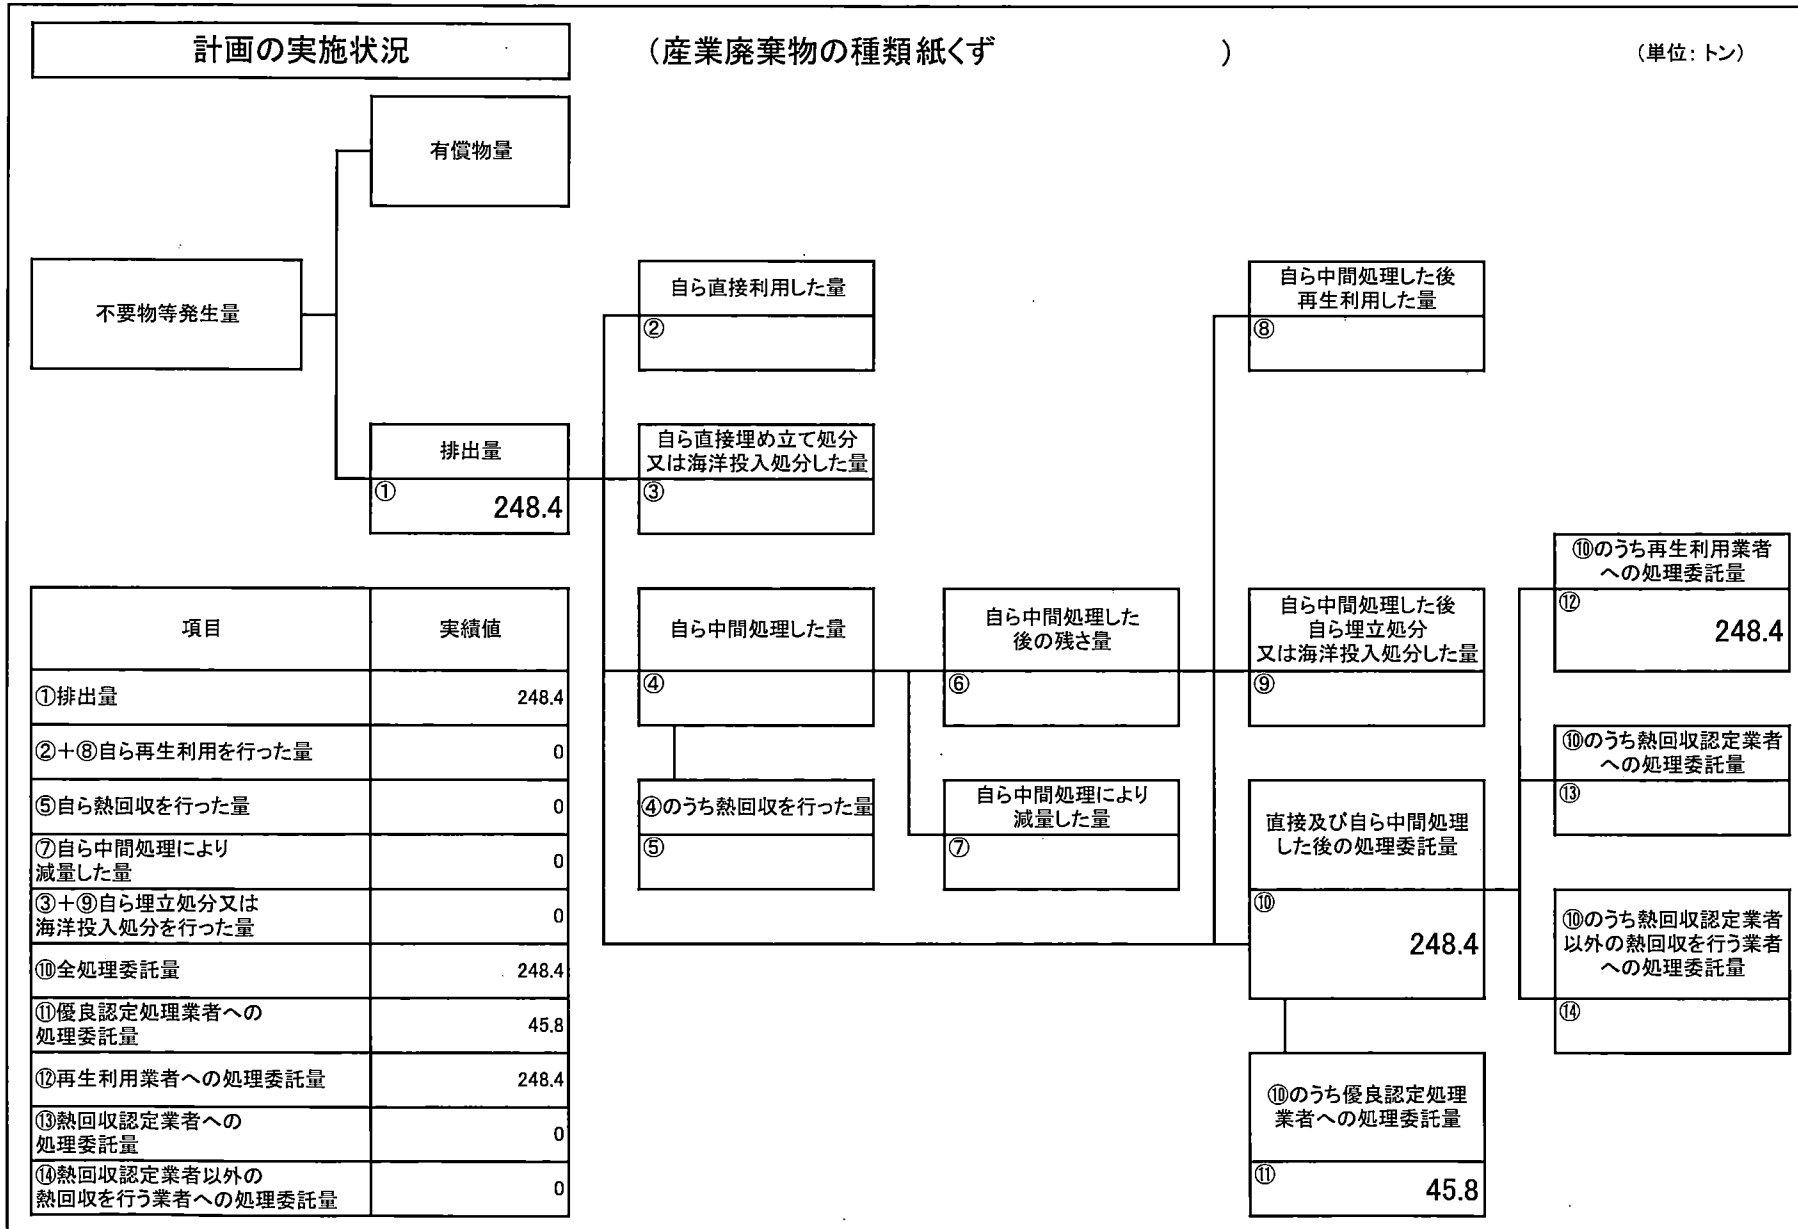 計画の実施状況
（産業廃棄物の種類紙くず　　　　）
（単位：トン）
有償物量
不要物等発生量
自ら直接利用した量
②
自ら中間処理した後
再生利用した量
⑧
排出量
①
248.4
自ら直接埋め立て処分
又は海洋投入処分した量
③
⑩のうち再生利用業者
への処理委託量
⑫
248.4
自ら中間処理した量
④
自ら中間処理した
後の残さ量
⑥
自ら中間処理した後
自ら埋立処分
又は海洋投入処分した量
⑨
⑩のうち熱回収認定業者
への処理委託量
⑬
④のうち熱回収を行った量
⑤
自ら中間処理により
減量した量
⑦
直接及び自ら中間処理
した後の処理委託量
⑩
248.4
⑩のうち熱回収認定業者
以外の熱回収を行う業者
への処理委託量
⑭
⑩のうち優良認定処理
業者への処理委託量
⑪
45.8
項目 実績値
①排出量 248.4
②＋⑧自ら再生利用を行った量 0
⑤自ら熱回収を行った量 0
⑦自ら中間処理により
減量した量 0
③＋⑨自ら埋立処分又は
海洋投入処分を行った量 0
⑩全処理委託量 248.4
⑪優良認定処理業者への
処理委託量 45.8
⑫再生利用業者への処理委託量 248.4
⑬熱回収認定業者への
処理委託量 0
⑭熱回収認定業者以外の
熱回収を行う業者への処理委託量 0